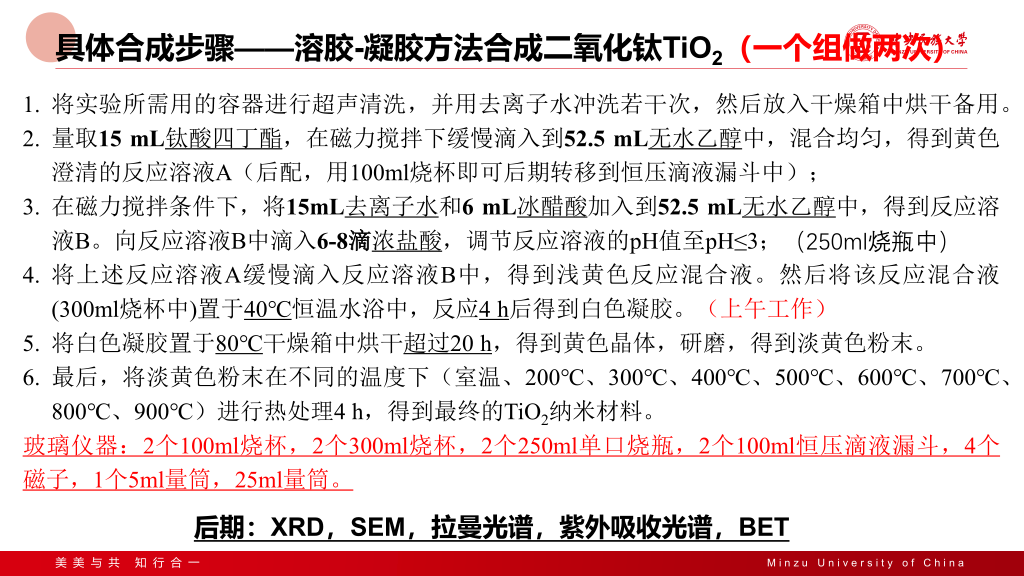 具体合成步骤——溶胶-凝胶方法合成二氧化钛TiO2（一个组做两次）
1. 将实验所需用的容器进行超声清洗，并用去离子水冲洗若干次，然后放入干燥箱中烘干备用。
2. 量取15 mL钛酸四丁酯，在磁力搅拌下缓慢滴入到52.5 mL无水乙醇中，混合均匀，得到黄色
澄清的反应溶液A（后配，用100ml烧杯即可后期转移到恒压滴液漏斗中）；
3. 在磁力搅拌条件下，将15mL去离子水和6 mL冰醋酸加入到52.5 mL无水乙醇中，得到反应溶
液B。向反应溶液B中滴入6-8滴浓盐酸，调节反应溶液的pH值至pH≤3；（250ml烧瓶中）
4. 将上述反应溶液A缓慢滴入反应溶液B中，得到浅黄色反应混合液。然后将该反应混合液
(300ml烧杯中)置于40℃恒温水浴中，反应4 h后得到白色凝胶。（上午工作）
5. 将白色凝胶置于80℃干燥箱中烘干超过20 h，得到黄色晶体，研磨，得到淡黄色粉末。
6. 最后，将淡黄色粉末在不同的温度下（室温、200℃、300℃、400℃、500℃、600℃、700℃、
800℃、900℃）进行热处理4 h，得到最终的TiO2纳米材料。
玻璃仪器：2个100ml烧杯，2个300ml烧杯，2个250ml单口烧瓶，2个100ml恒压滴液漏斗，4个
磁子，1个5ml量筒，25ml量筒。
后期：XRD，SEM，拉曼光谱，紫外吸收光谱，BET
美美与共 知行合一
Minzu University of China